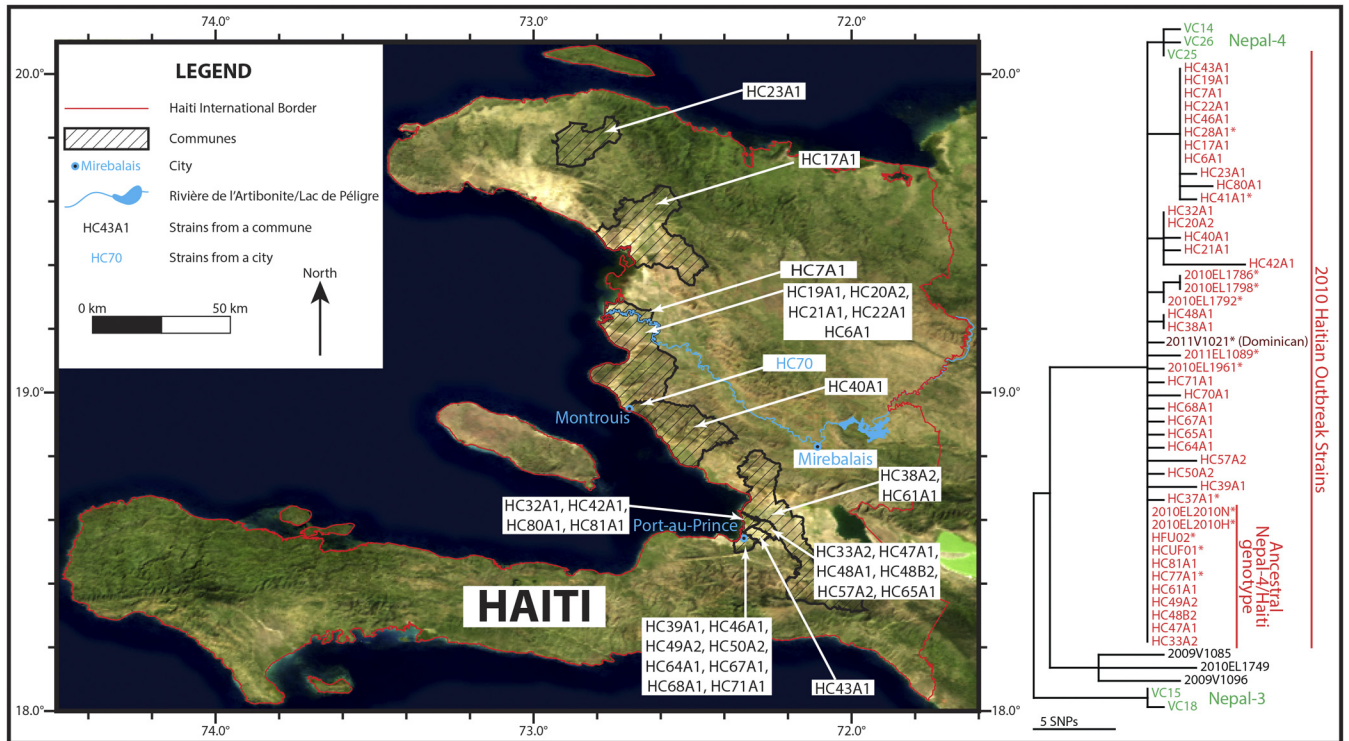 74.0°
73.0°
72.0°
20.0°
20.0°
LEGEND
Haiti International Border
Communes
Mirebalais
City
Rivière de l'Artibonite/Lac de Péligre
HC43A1
Strains from a commune
HC70
Strains from a city
North
0 km
50 km
HC23A1
HC17A1
HC7A1
HC19A1, HC20A2,
HC21A1, HC22A1
HC6A1
HC70
HC40A1
19.0°
19.0°
Montrouis
Mirebalais
HC38A2,
HC61A1
HC32A1, HC42A1,
HC80A1, HC81A1
Port-au-Prince
HC33A2, HC47A1,
HC48A1, HC48B2,
HC57A2, HC65A1
HAITI
HC39A1, HC46A1,
HC49A2, HC50A2,
HC64A1, HC67A1,
HC68A1, HC71A1
HC43A1
18.0°
18.0°
74.0°
73.0°
72.0°
VC14
VC26
VC25
Nepal-4
HC43A1
HC19A1
HC7A1
HC22A1
HC46A1
HC28A1*
HC17A1
HC6A1
HC23A1
HC80A1
HC41A1*
HC32A1
HC20A2
HC40A1
HC21A1
HC42A1
2010EL1786*
2010EL1798*
2010EL1792*
HC48A1
HC38A1
2011V1021* (Dominican)
2011EL1089*
2010EL1961*
HC71A1
HC70A1
HC68A1
HC67A1
HC65A1
HC64A1
HC57A2
HC50A2
HC39A1
HC37A1*
2010EL2010N*
2010EL2010H*
HFU02*
HCUF01*
HC81A1
HC77A1*
HC61A1
HC49A2
HC48B2
HC47A1
HC33A2
Ancestral
Nepal-4/Haiti
genotype
2010 Haitian Outbreak Strains
2009V1085
2010EL1749
2009V1096
VC15
VC18
Nepal-3
5 SNPs